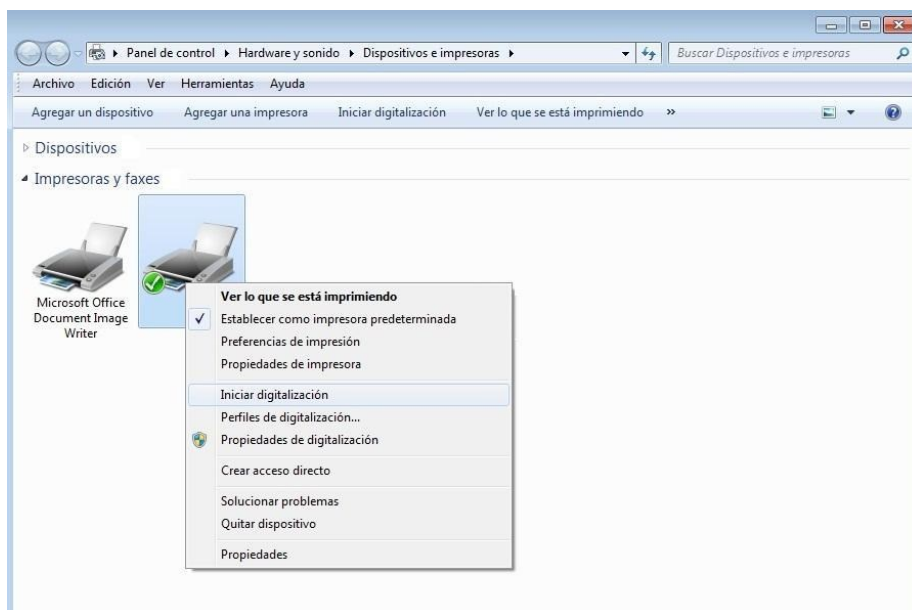 Panel de control Hardware y sonido Dispositivos e impresoras Buscar Dispositivos e impresoras
Archivo Edición Ver Herramientas Ayuda
Agregar un dispositivo Agregar una impresora Iniciar digitalización Ver lo que se está imprimiendo »
Dispositivos
Impresoras y faxes
Microsoft Office
Document Image
Writer
Ver lo que se está imprimiendo
Establecer como impresora predeterminada
Preferencias de impresión
Propiedades de impresora
Iniciar digitalización
Perfiles de digitalización...
Propiedades de digitalización
Crear acceso directo
Solucionar problemas
Quitar dispositivo
Propiedades